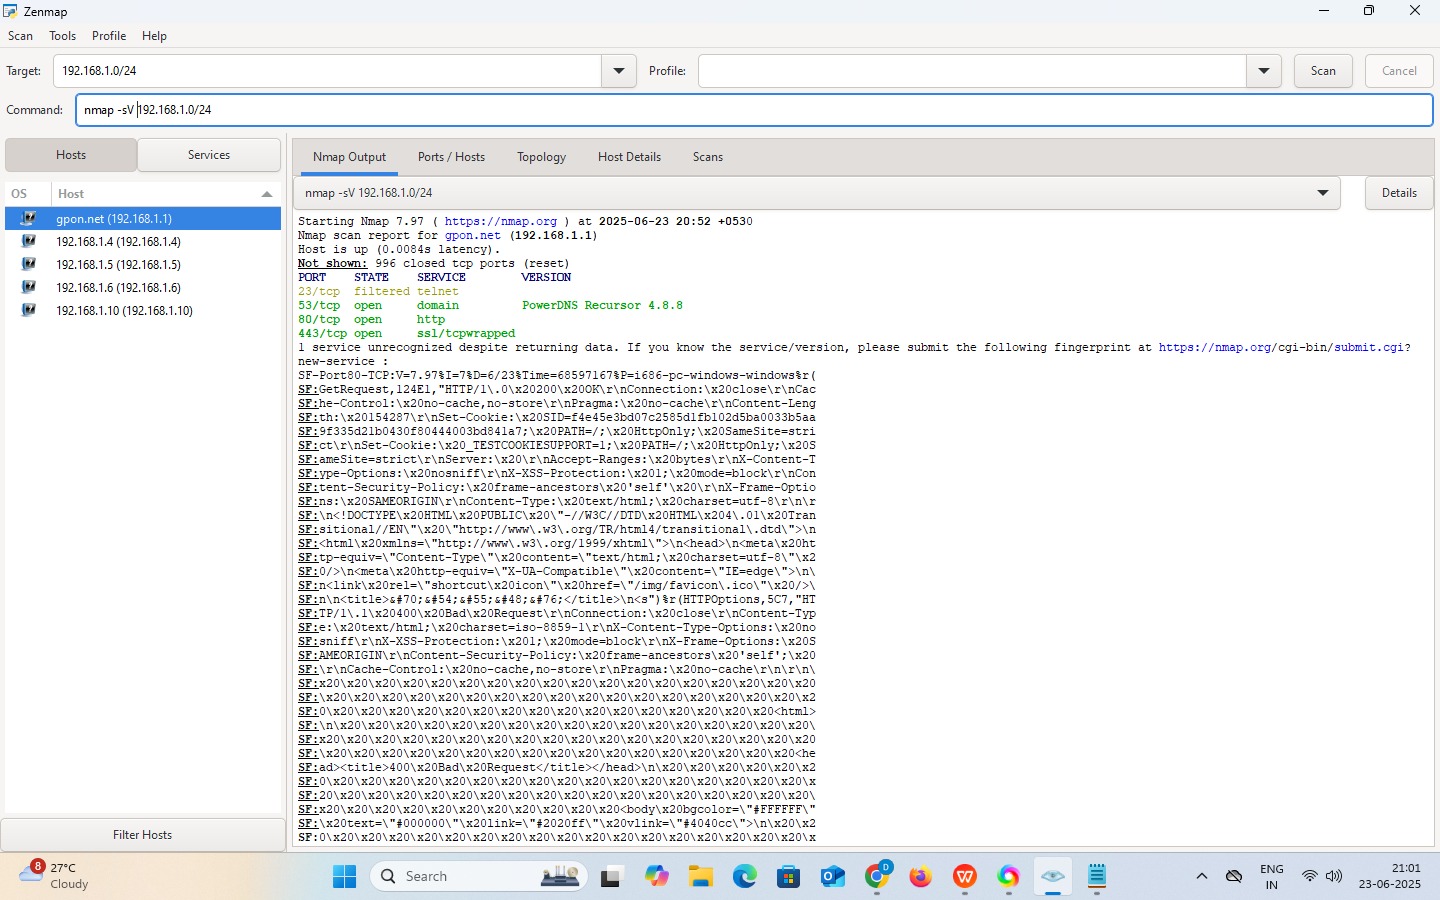 Zenmap
Scan Tools Profile Help
Target: 192.168.1.0/24 Profile: Scan Cancel
Command: nmap -sV 192.168.1.0/24
Hosts Services
OS Host
gpon.net (192.168.1.1)
192.168.1.4 (192.168.1.4)
192.168.1.5 (192.168.1.5)
192.168.1.6 (192.168.1.6)
192.168.1.10 (192.168.1.10)
Filter Hosts
Nmap Output Ports / Hosts Topology Host Details Scans
nmap -sV 192.168.1.0/24 Details
Starting Nmap 7.97 ( https://nmap.org ) at 2025-06-23 20:52 +0530
Nmap scan report for gpon.net (192.168.1.1)
Host is up (0.0084s latency).
Not shown: 996 closed tcp ports (reset)
PORT STATE SERVICE VERSION
23/tcp filtered telnet
53/tcp open domain PowerDNS Recursor 4.8.8
80/tcp open http
443/tcp open ssl/tcpwrapped
1 service unrecognized despite returning data. If you know the service/version, please submit the following fingerprint at https://nmap.org/cgi-bin/submit.cgi?
new-service :
SF-Port80-TCP:V=7.97%I=7%D=6/23%Time=68597167%P=i686-pc-windows-windows%r(
SF:GetRequest,124E1,"HTTP/1\.0\x20200\x20OK\r\nConnection:\x20close\r\nCac
SF:he-Control:\x20no-cache,no-store\r\nPragma:\x20no-cache\r\nContent-Leng
SF:th:\x20154287\r\nSet-Cookie:\x20SID=f4e45e3bd07c2585d1fb102d5ba0033b5aa
SF:9f335d21b0430f80444003bd841a7;\x20PATH=/;\x20HttpOnly;\x20SameSite=stri
SF:ct\r\nSet-Cookie:\x20_TESTCOOKIESUPPORT=1;\x20PATH=/;\x20HttpOnly;\x20S
SF:ameSite=strict\r\nServer:\x20\r\nAccept-Ranges:\x20bytes\r\nX-Content-T
SF:ype-Options:\x20nosniff\r\nX-XSS-Protection:\x201;\x20mode=block\r\nCon
SF:tent-Security-Policy:\x20frame-ancestors\x20'self'\x20\r\nX-Frame-Optio
SF:ns:\x20SAMEORIGIN\r\nContent-Type:\x20text/html;\x20charset=utf-8\r\n\r
SF:\n<!DOCTYPE\x20HTML\x20PUBLIC\x20\"-//W3C//DTD\x20HTML\x204\.01\x20Tran
SF:sitional//EN\"\x20\"http://www\.w3\.org/TR/html4/transitional\.dtd\">\n
SF:<html\x20xmlns=\"http://www\.w3\.org/1999/xhtml\">\n<head>\n<meta\x20ht
SF:tp-equiv=\"Content-Type\"\x20content=\"text/html;\x20charset=utf-8\"\x2
SF:0/>\n<meta\x20http-equiv=\"X-UA-Compatible\"\x20content=\"IE=edge\">\n\
SF:n<link\x20rel=\"shortcut\x20icon\"\x20href=\"/img/favicon\.ico\"\x20/>\
SF:n\n<title>&#70;&#54;&#55;&#48;&#76;</title>\n<s")%r(HTTPOptions,5C7,"HT
SF:TP/1\.1\x20400\x20Bad\x20Request\r\nConnection:\x20close\r\nContent-Typ
SF:e:\x20text/html;\x20charset=iso-8859-1\r\nX-Content-Type-Options:\x20no
SF:sniff\r\nX-XSS-Protection:\x201;\x20mode=block\r\nX-Frame-Options:\x20S
SF:AMEORIGIN\r\nContent-Security-Policy:\x20frame-ancestors\x20'self';\x20
SF:\r\nCache-Control:\x20no-cache,no-store\r\nPragma:\x20no-cache\r\n\r\n\
SF:x20\x20\x20\x20\x20\x20\x20\x20\x20\x20\x20\x20\x20\x20\x20\x20\x20\x20
SF:\x20\x20\x20\x20\x20\x20\x20\x20\x20\x20\x20\x20\x20\x20\x20\x20\x20\x2
SF:0\x20\x20\x20\x20\x20\x20\x20\x20\x20\x20\x20\x20\x20\x20\x20\x20<html>
SF:\n\x20\x20\x20\x20\x20\x20\x20\x20\x20\x20\x20\x20\x20\x20\x20\x20\x20\
SF:x20\x20\x20\x20\x20\x20\x20\x20\x20\x20\x20\x20\x20\x20\x20\x20\x20\x20
SF:\x20\x20\x20\x20\x20\x20\x20\x20\x20\x20\x20\x20\x20\x20\x20\x20\x20<he
SF:ad><title>400\x20Bad\x20Request</title></head>\n\x20\x20\x20\x20\x20\x2
SF:0\x20\x20\x20\x20\x20\x20\x20\x20\x20\x20\x20\x20\x20\x20\x20\x20\x20\x
SF:20\x20\x20\x20\x20\x20\x20\x20\x20\x20\x20\x20\x20\x20\x20\x20\x20\x20\
SF:x20\x20\x20\x20\x20\x20\x20\x20\x20\x20\x20<body\x20bgcolor=\"#FFFFFF\"
SF:\x20text=\"#000000\"\x20link=\"#2020ff\"\x20vlink=\"#4040cc\">\n\x20\x2
SF:0\x20\x20\x20\x20\x20\x20\x20\x20\x20\x20\x20\x20\x20\x20\x20\x20\x20\x
8 27°C
Cloudy
Search
D
ENG
IN
21:01
23-06-2025